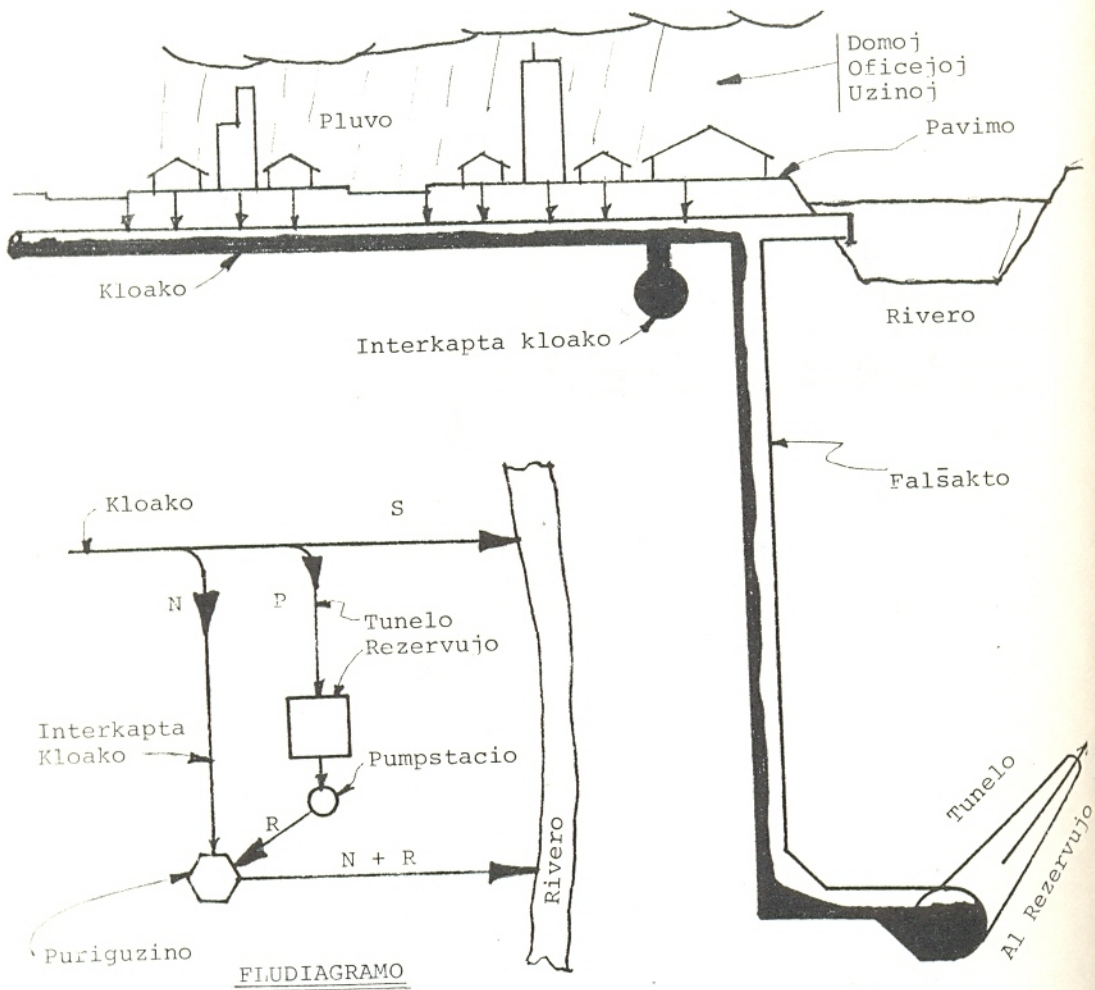 Domoj
Oficejoj
Uzinoj
Pluvo
Pavimo
Kloako
Interkapta kloako
Rivero
Falŝakto
Kloako
S
N
P
Tunelo
Rezervujo
Interkapta
Kloako
Pumpstacio
R
N + R
Rivero
Puriguzino
FLUDIAGRAMO
Tunelo
Al Rezervujo